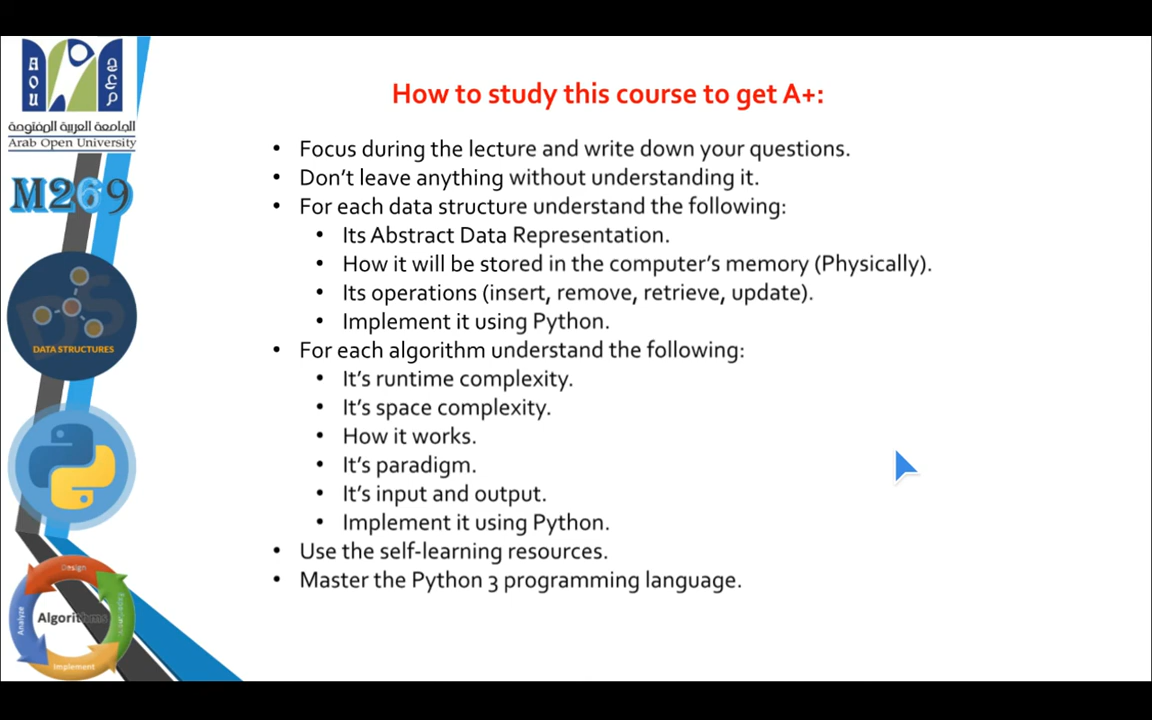 AOU
الجامعة العربية المفتوحة
Arab Open University
M269
DS
DATA STRUCTURES
Design
Analyze
Algorithms
Implement
How to study this course to get A+:
• Focus during the lecture and write down your questions.
• Don't leave anything without understanding it.
• For each data structure understand the following:
• Its Abstract Data Representation.
• How it will be stored in the computer's memory (Physically).
• Its operations (insert, remove, retrieve, update).
• Implement it using Python.
• For each algorithm understand the following:
• It's runtime complexity.
• It's space complexity.
• How it works.
• It's paradigm.
• It's input and output.
• Implement it using Python.
• Use the self-learning resources.
• Master the Python 3 programming language.